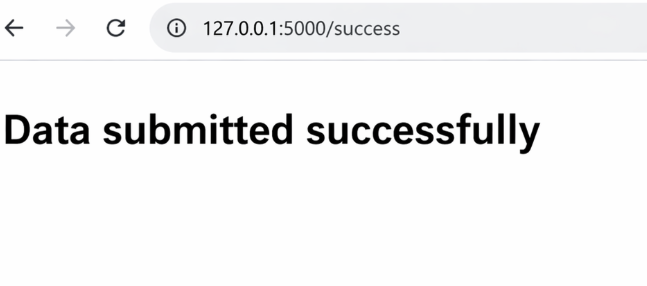 127.0.0.1:5000/success
Data submitted successfully